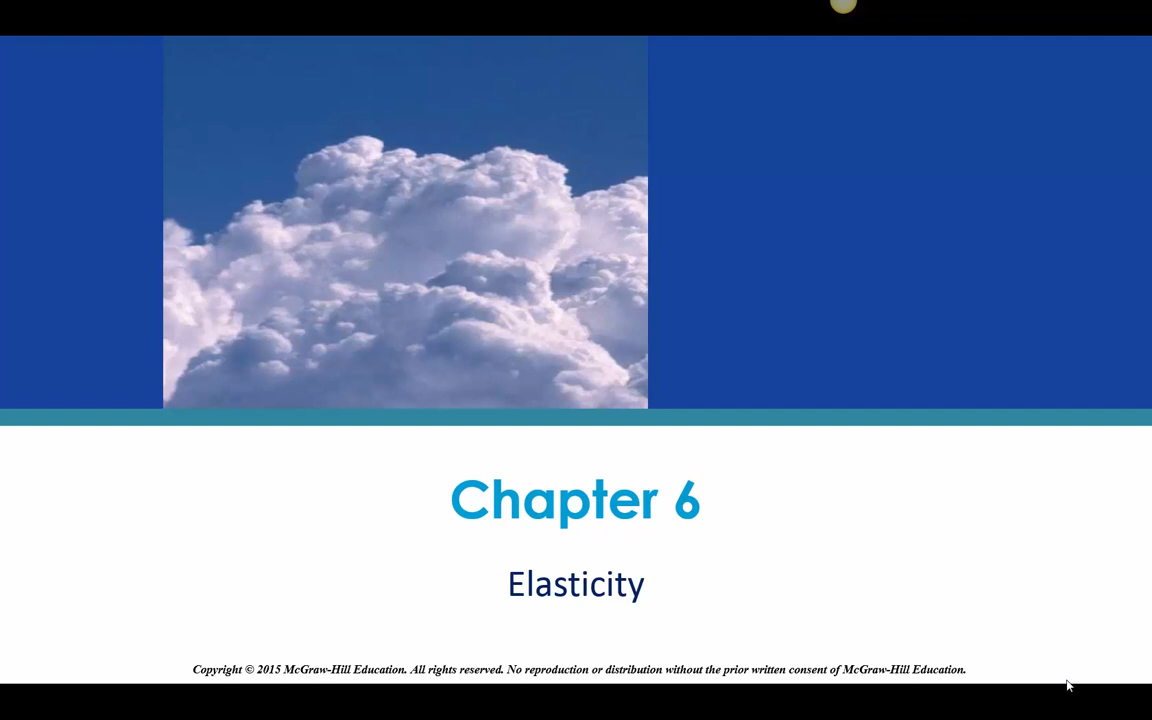 Chapter 6
Elasticity
Copyright © 2015 McGraw-Hill Education. All rights reserved. No reproduction or distribution without the prior written consent of McGraw-Hill Education.